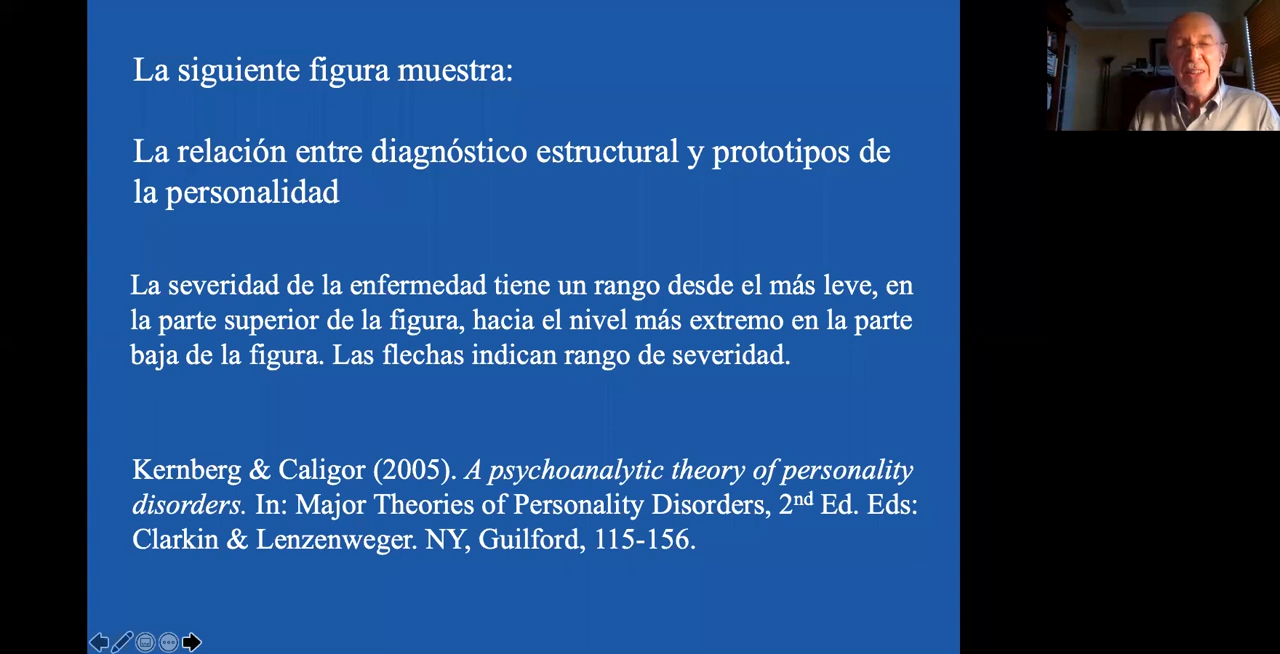 La siguiente figura muestra:
La relación entre diagnóstico estructural y prototipos de
la personalidad
La severidad de la enfermedad tiene un rango desde el más leve, en
la parte superior de la figura, hacia el nivel más extremo en la parte
baja de la figura. Las flechas indican rango de severidad.
Kernberg & Caligor (2005). A psychoanalytic theory of personality
disorders. In: Major Theories of Personality Disorders, 2nd Ed. Eds:
Clarkin & Lenzenweger. NY, Guilford, 115-156.